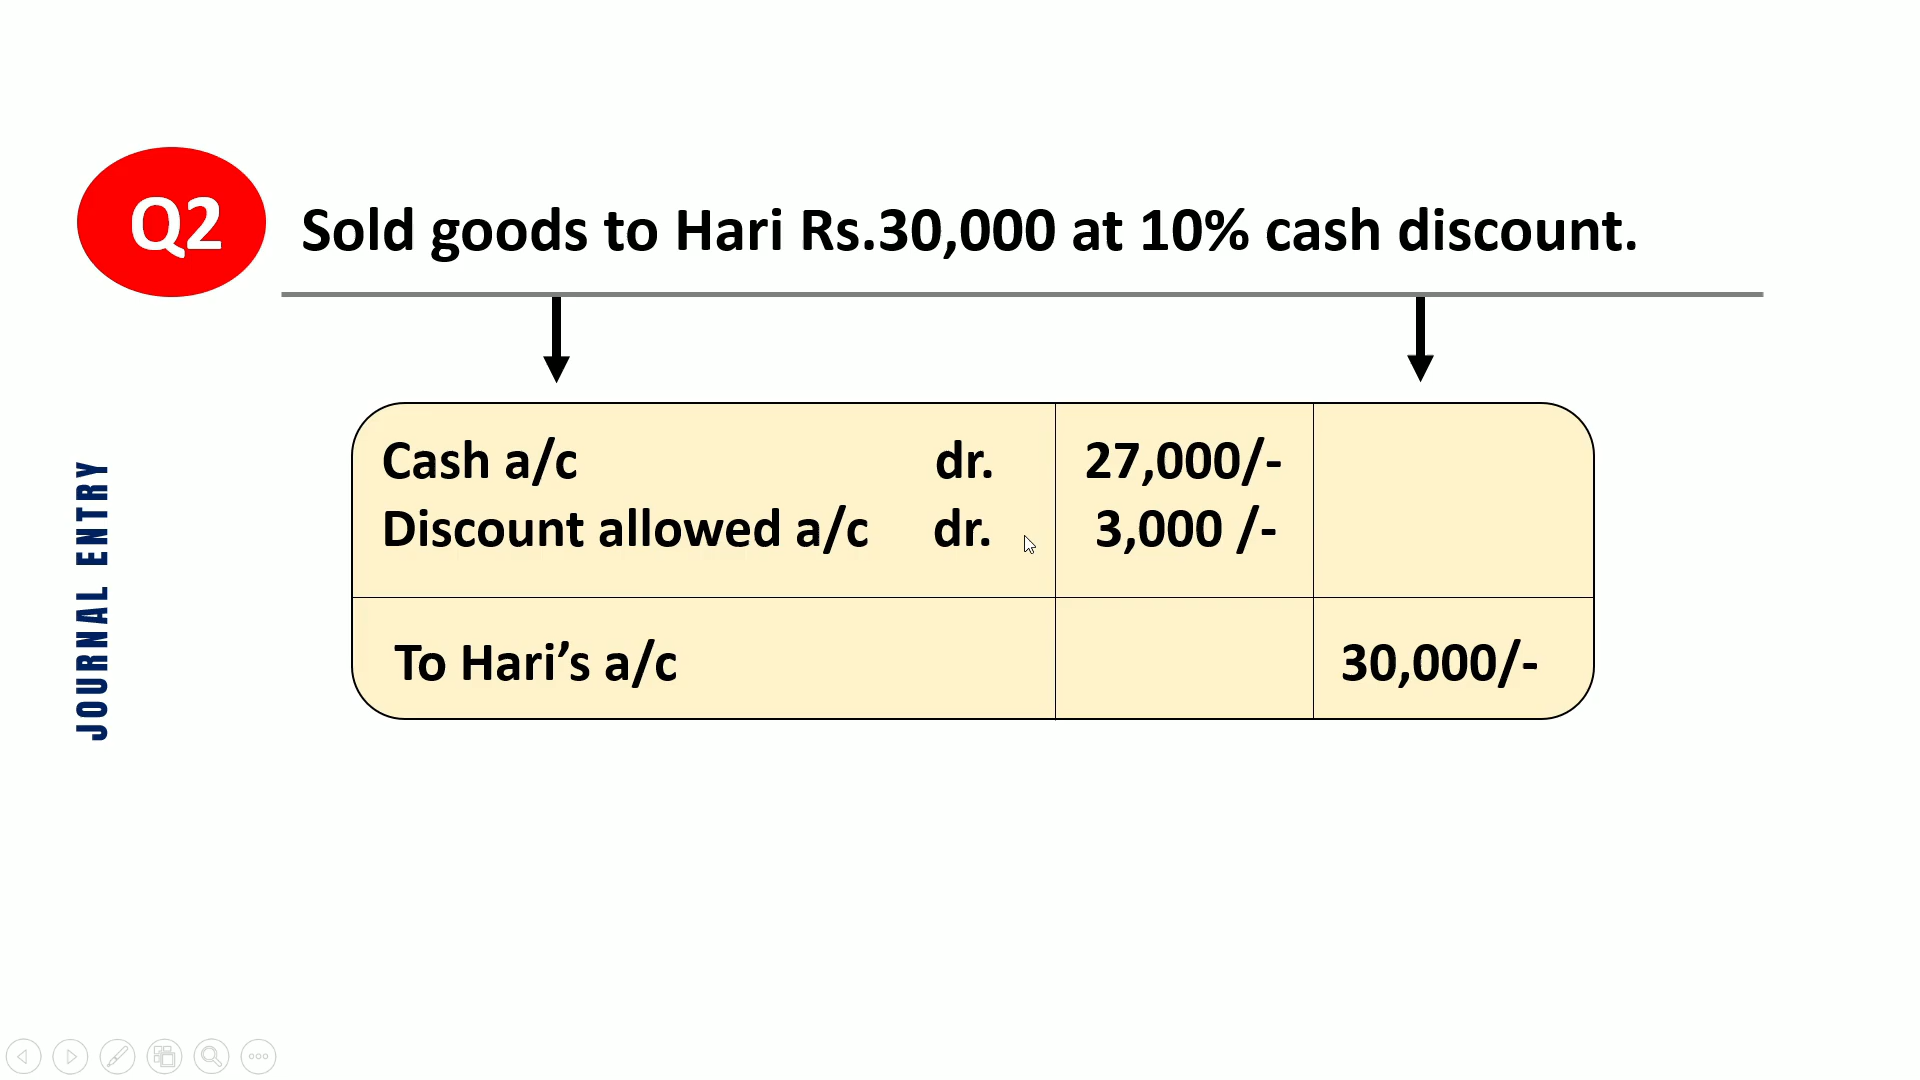 Q2
Sold goods to Hari Rs.30,000 at 10% cash discount.
JOURNAL ENTRY
Cash a/c dr. 27,000/-
Discount allowed a/c dr. 3,000 /-
To Hari’s a/c 30,000/-